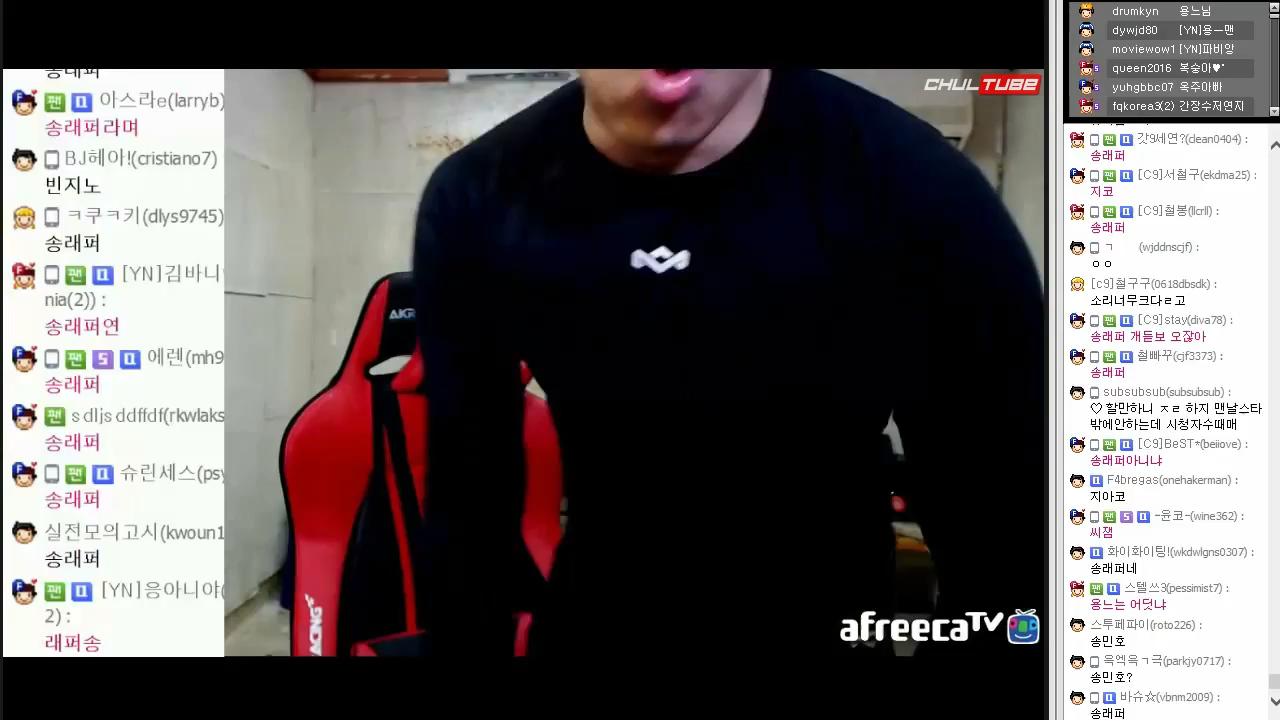 송래퍼
아스라e(larryb)
송래퍼라며
BJ헤아!(cristiano7)
빈지노
ㅋ쿠ㅋ키(dlys9745)
송래퍼
[YN]김바니
nia(2)) :
송래퍼연
에렌(mh9
송래퍼
s dljs ddffdf(rkwlaks
송래퍼
슈린세스(psy
송래퍼
실전모의고시(kwoun1
송래퍼
[YN]응아니야(
2) :
래퍼송
CHULTUBE
AKR
RACING
afreecaTV
drumkyn 용느님
dywjd80 [YN]용ㅡ맨
moviewow1 [YN]파비앙
queen2016 복숭아♥*
yuhgbbc07 옥주아빠
fqkorea3(2) 간장수저연지
갓9세연?(dean0404) :
송래퍼
[C9]서철구(ekdma25) :
지코
[C9]철봉(llcrll) :
송래퍼
ㄱ (wjddnscjf) :
ㅇㅇ
[c9]철구구(0618dbsdk) :
소리너무크다ㄹ고
[C9]stay(diva78) :
송래퍼 개듣보 오잖아
철빠꾸(cjf3373) :
송래퍼
subsubsub(subsubsub) :
♡ 할만하니 ㅈㄹ 하지 맨날스타
밖에안하는데 시청자수때매
[C9]BeST*(beiiove) :
송래퍼아니냐
F4bregas(onehakerman) :
지아코
-윤코-(wine362) :
씨잼
화이화이팅!(wkdwlgns0307) :
송래퍼네
스텔쓰3(pessimist7) :
용느는 어딧냐
스투페파이(roto226) :
송민호
윽엑윽ㄱ극(parkjy0717) :
송민호?
바슈☆(vbnm2009) :
송래퍼